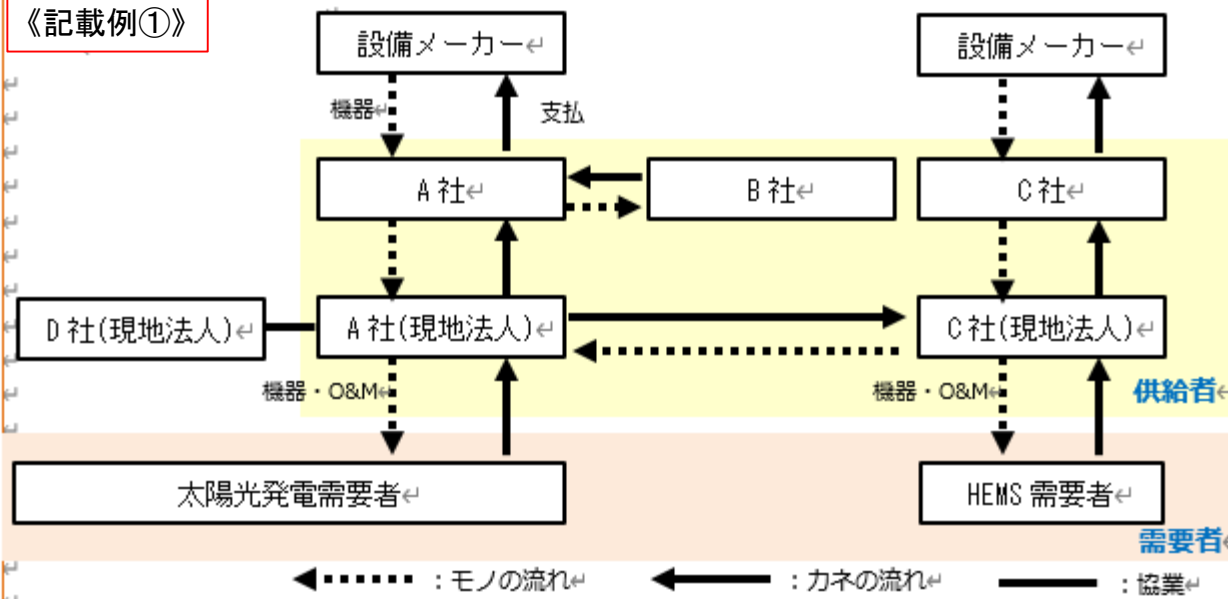 《記載例①》
設備メーカー
設備メーカー
機器
支払
A社
B社
C社
D社(現地法人)
A社(現地法人)
C社(現地法人)
機器・O&M
機器・O&M
供給者
太陽光発電需要者
HEMS需要者
需要者
：モノの流れ
：カネの流れ
：協業